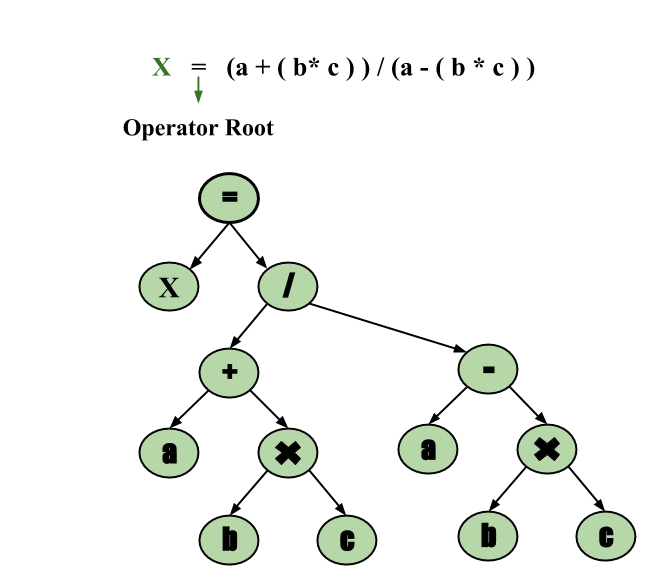 X = (a + ( b* c ) ) / (a - ( b * c ) )
Operator Root
=
X /
+ -
a × a ×
b c b c